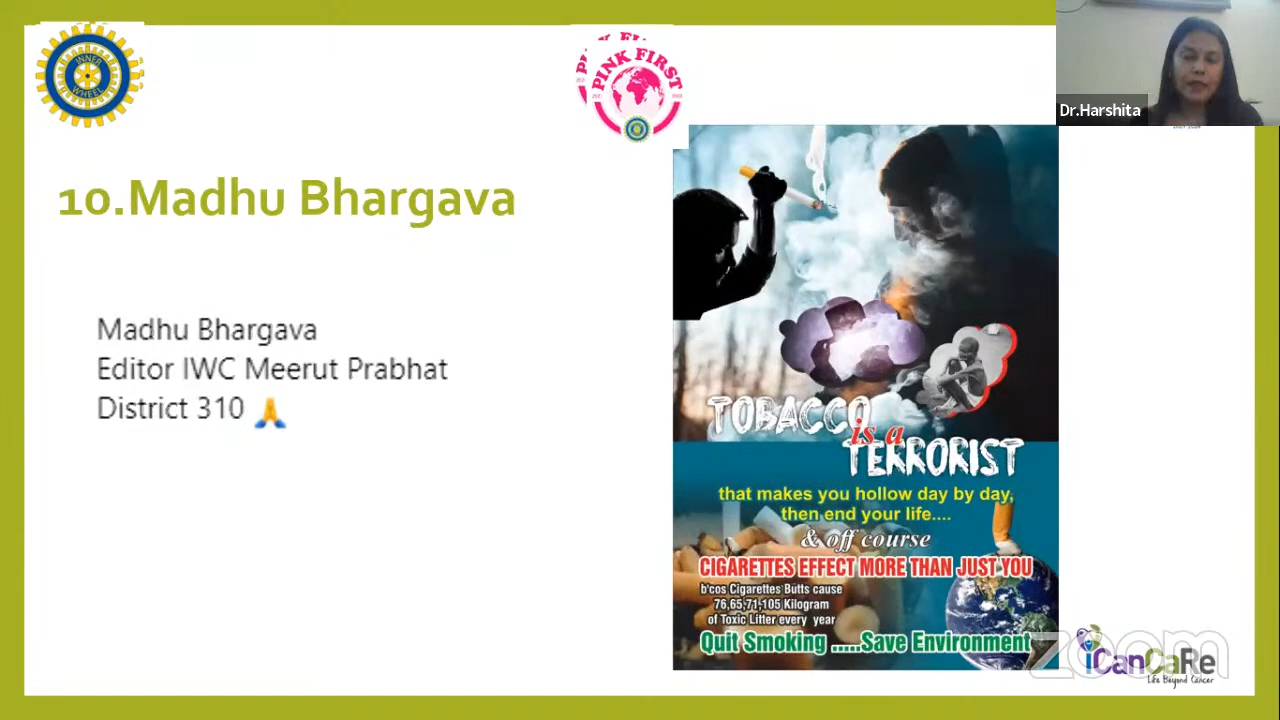 INNER
WHEEL
PINK FIRST
Dr.Harshita
10.Madhu Bhargava
Madhu Bhargava
Editor IWC Meerut Prabhat
District 310 🙏
TOBACCO
is a
TERRORIST
that makes you hollow day by day,
then end your life....
& off course
CIGARETTES EFFECT MORE THAN JUST YOU
b'cos Cigarettes Butts cause
76,65,71,105 Kilogram
of Toxic Litter every year
Quit Smoking .....Save Environment
zoom
iCanCaRe
Life Beyond Cancer